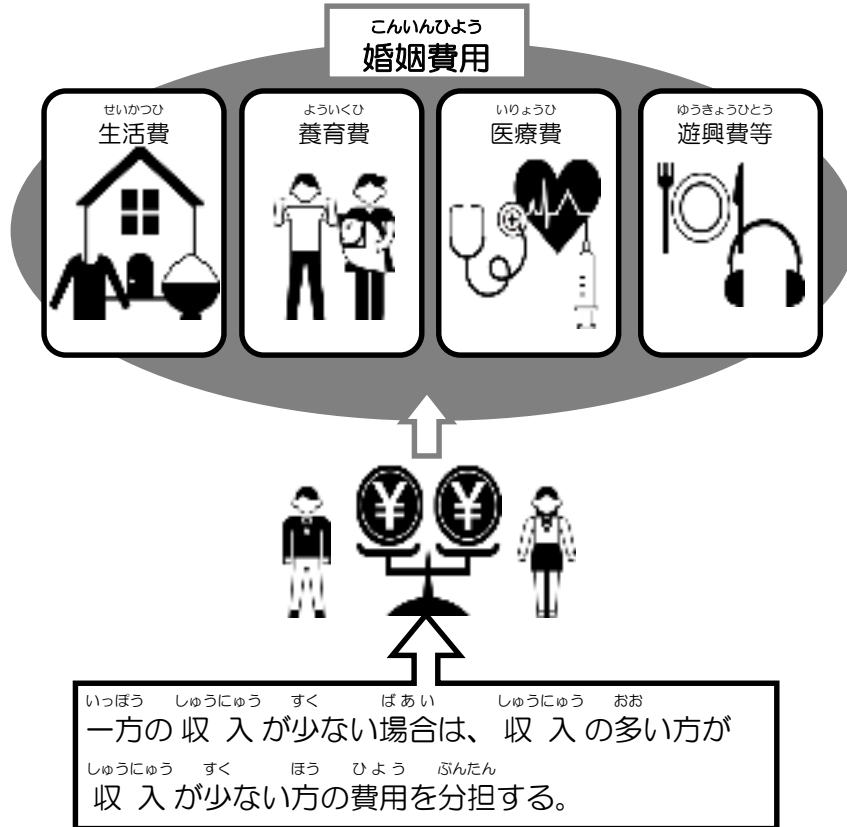 こんいんひよう
婚姻費用
せいかつひ
生活費
よういくひ
養育費
いりょうひ
医療費
ゆうきょうひとう
遊興費等
¥ ¥
いっぽう しゅうにゅう すく ばあい しゅうにゅう おお
一方の収入が少ない場合は、収入の多い方が
しゅうにゅう すく ほう ひよう ぶんたん
収入が少ない方の費用を分担する。